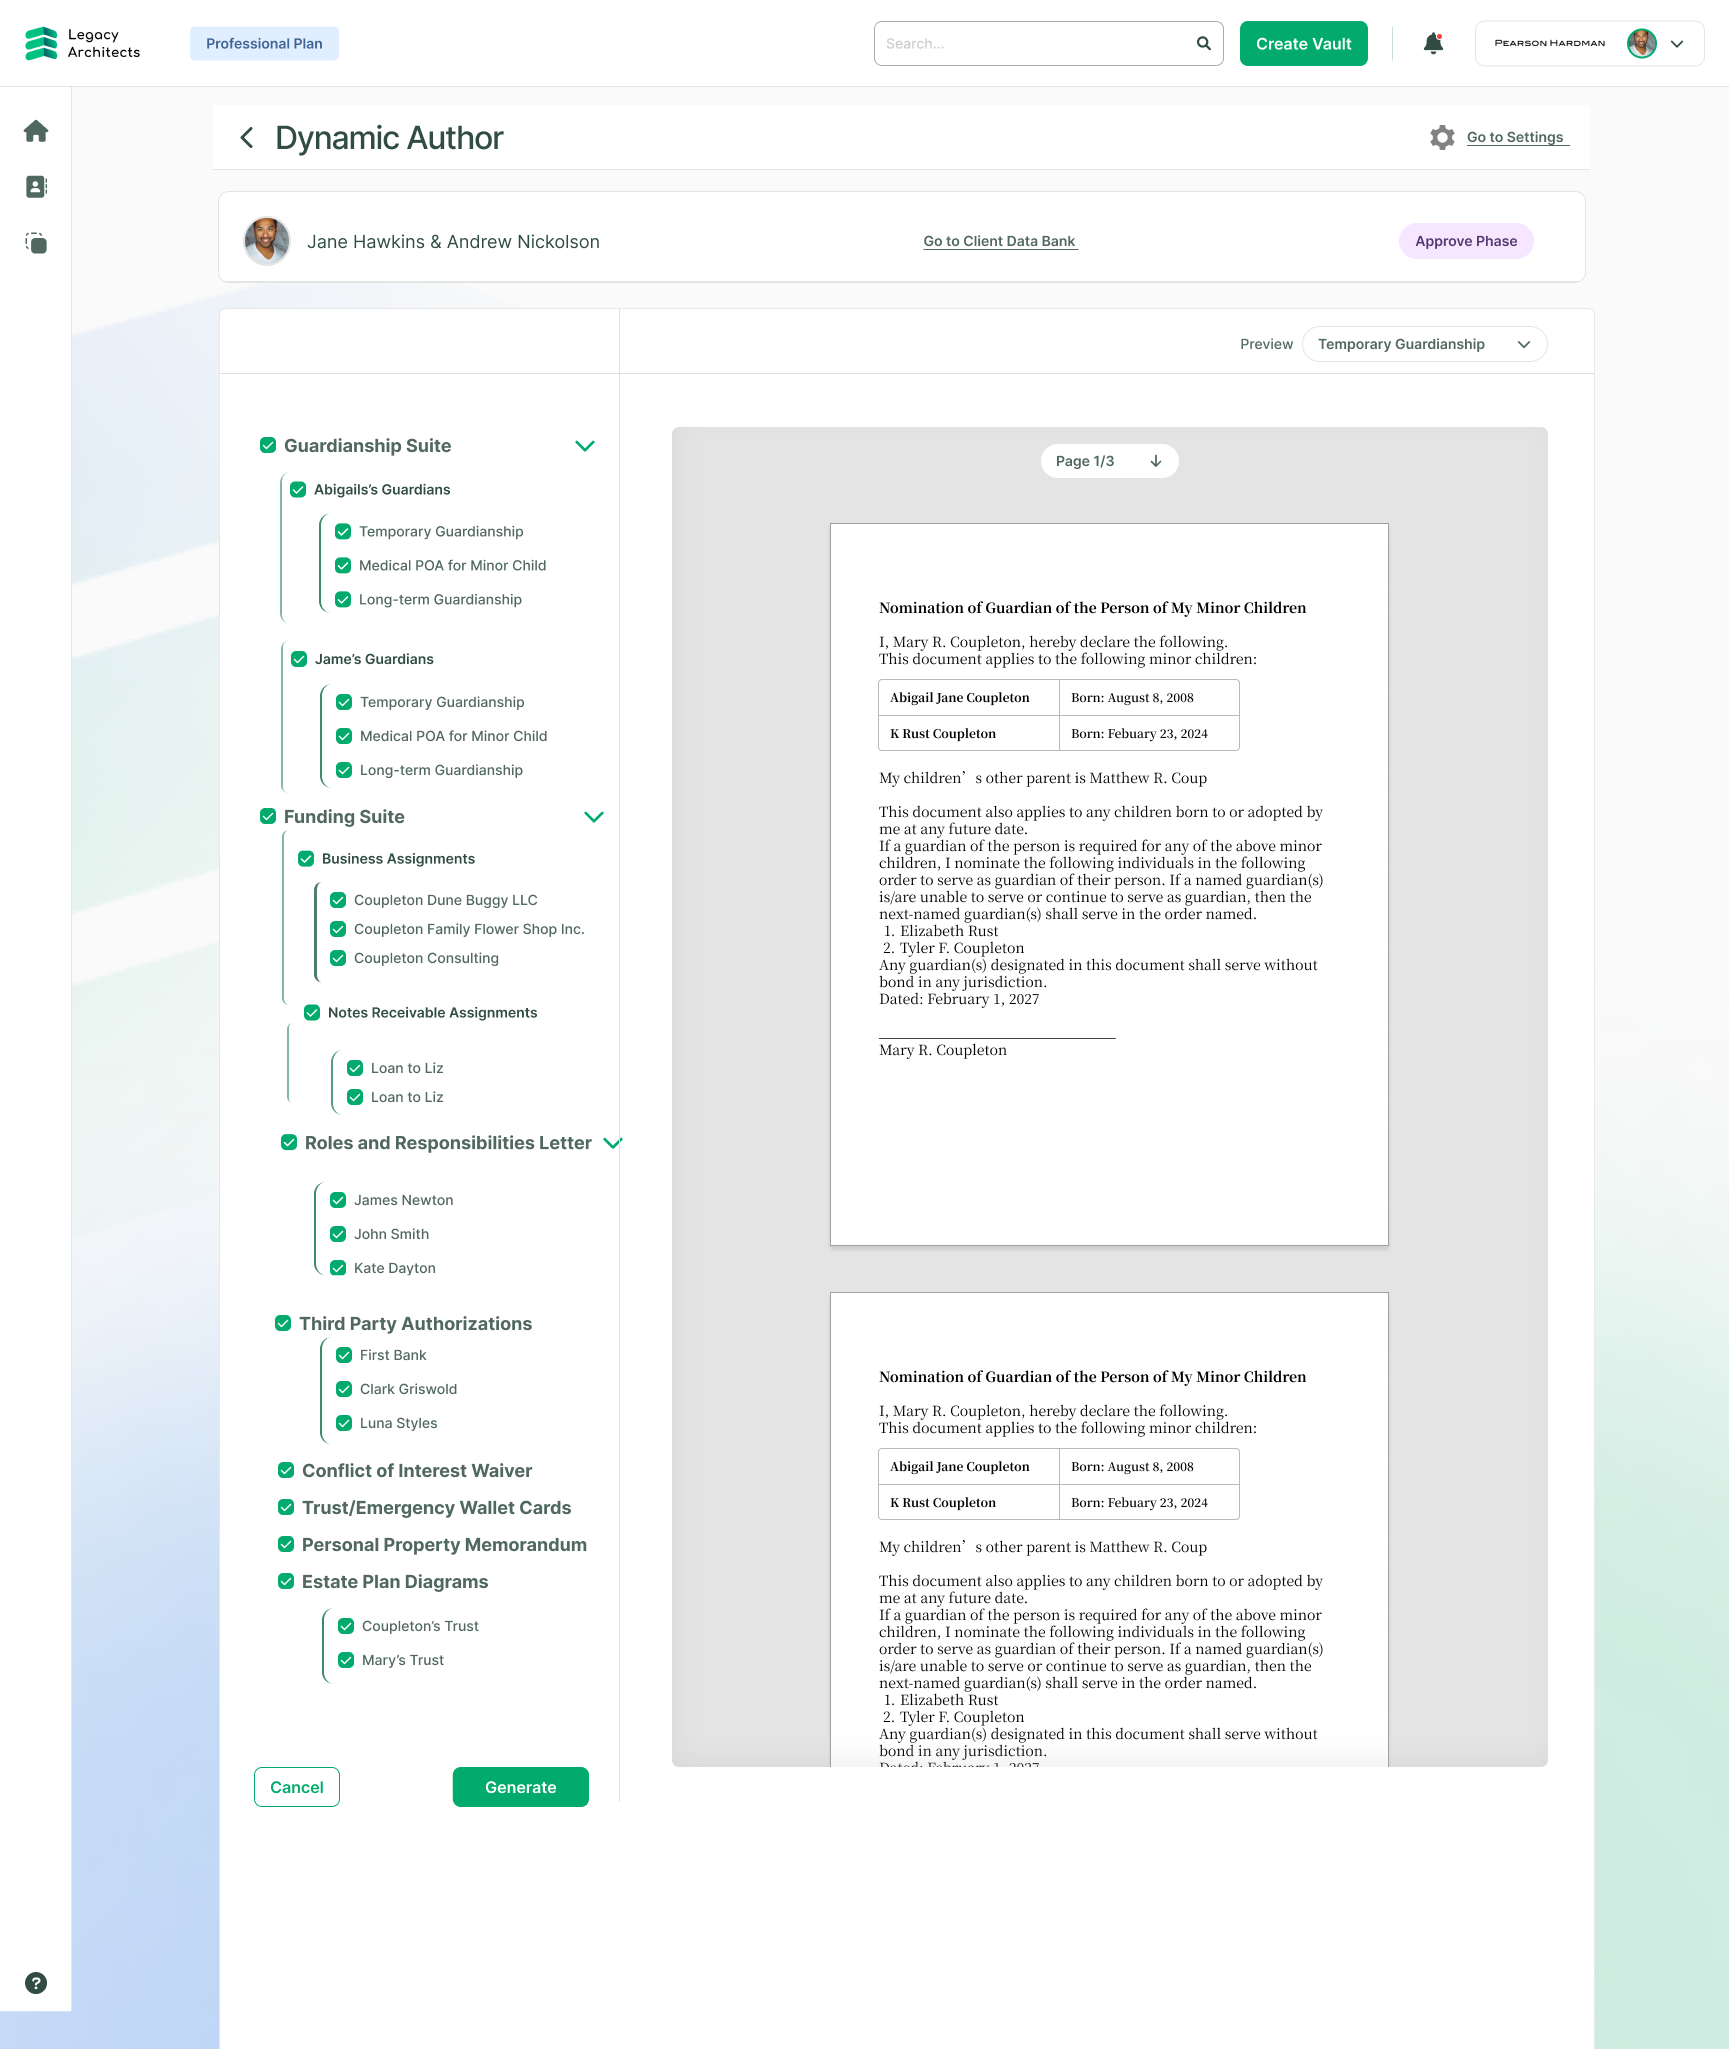 Legacy
Architects
Professional Plan
Search...
Create Vault
Pearson Hardman
Dynamic Author
Go to Settings
Jane Hawkins & Andrew Nickolson
Go to Client Data Bank
Approve Phase
Preview
Temporary Guardianship
Guardianship Suite
Abigails's Guardians
Temporary Guardianship
Medical POA for Minor Child
Long-term Guardianship
Jame's Guardians
Temporary Guardianship
Medical POA for Minor Child
Long-term Guardianship
Funding Suite
Business Assignments
Coupleton Dune Buggy LLC
Coupleton Family Flower Shop Inc.
Coupleton Consulting
Notes Receivable Assignments
Loan to Liz
Loan to Liz
Roles and Responsibilities Letter
James Newton
John Smith
Kate Dayton
Third Party Authorizations
First Bank
Clark Griswold
Luna Styles
Conflict of Interest Waiver
Trust/Emergency Wallet Cards
Personal Property Memorandum
Estate Plan Diagrams
Coupleton's Trust
Mary's Trust
Cancel
Generate
Page 1/3
Nomination of Guardian of the Person of My Minor Children
I, Mary R. Coupleton, hereby declare the following.
This document applies to the following minor children:
Abigail Jane Coupleton Born: August 8, 2008
K Rust Coupleton Born: Febuary 23, 2024
My children’s other parent is Matthew R. Coup
This document also applies to any children born to or adopted by
me at any future date.
If a guardian of the person is required for any of the above minor
children, I nominate the following individuals in the following
order to serve as guardian of their person. If a named guardian(s)
is/are unable to serve or continue to serve as guardian, then the
next-named guardian(s) shall serve in the order named.
1. Elizabeth Rust
2. Tyler F. Coupleton
Any guardian(s) designated in this document shall serve without
bond in any jurisdiction.
Dated: February 1, 2027
Mary R. Coupleton
Nomination of Guardian of the Person of My Minor Children
I, Mary R. Coupleton, hereby declare the following.
This document applies to the following minor children:
Abigail Jane Coupleton Born: August 8, 2008
K Rust Coupleton Born: Febuary 23, 2024
My children’s other parent is Matthew R. Coup
This document also applies to any children born to or adopted by
me at any future date.
If a guardian of the person is required for any of the above minor
children, I nominate the following individuals in the following
order to serve as guardian of their person. If a named guardian(s)
is/are unable to serve or continue to serve as guardian, then the
next-named guardian(s) shall serve in the order named.
1. Elizabeth Rust
2. Tyler F. Coupleton
Any guardian(s) designated in this document shall serve without
bond in any jurisdiction.
Dated: February 1, 2027